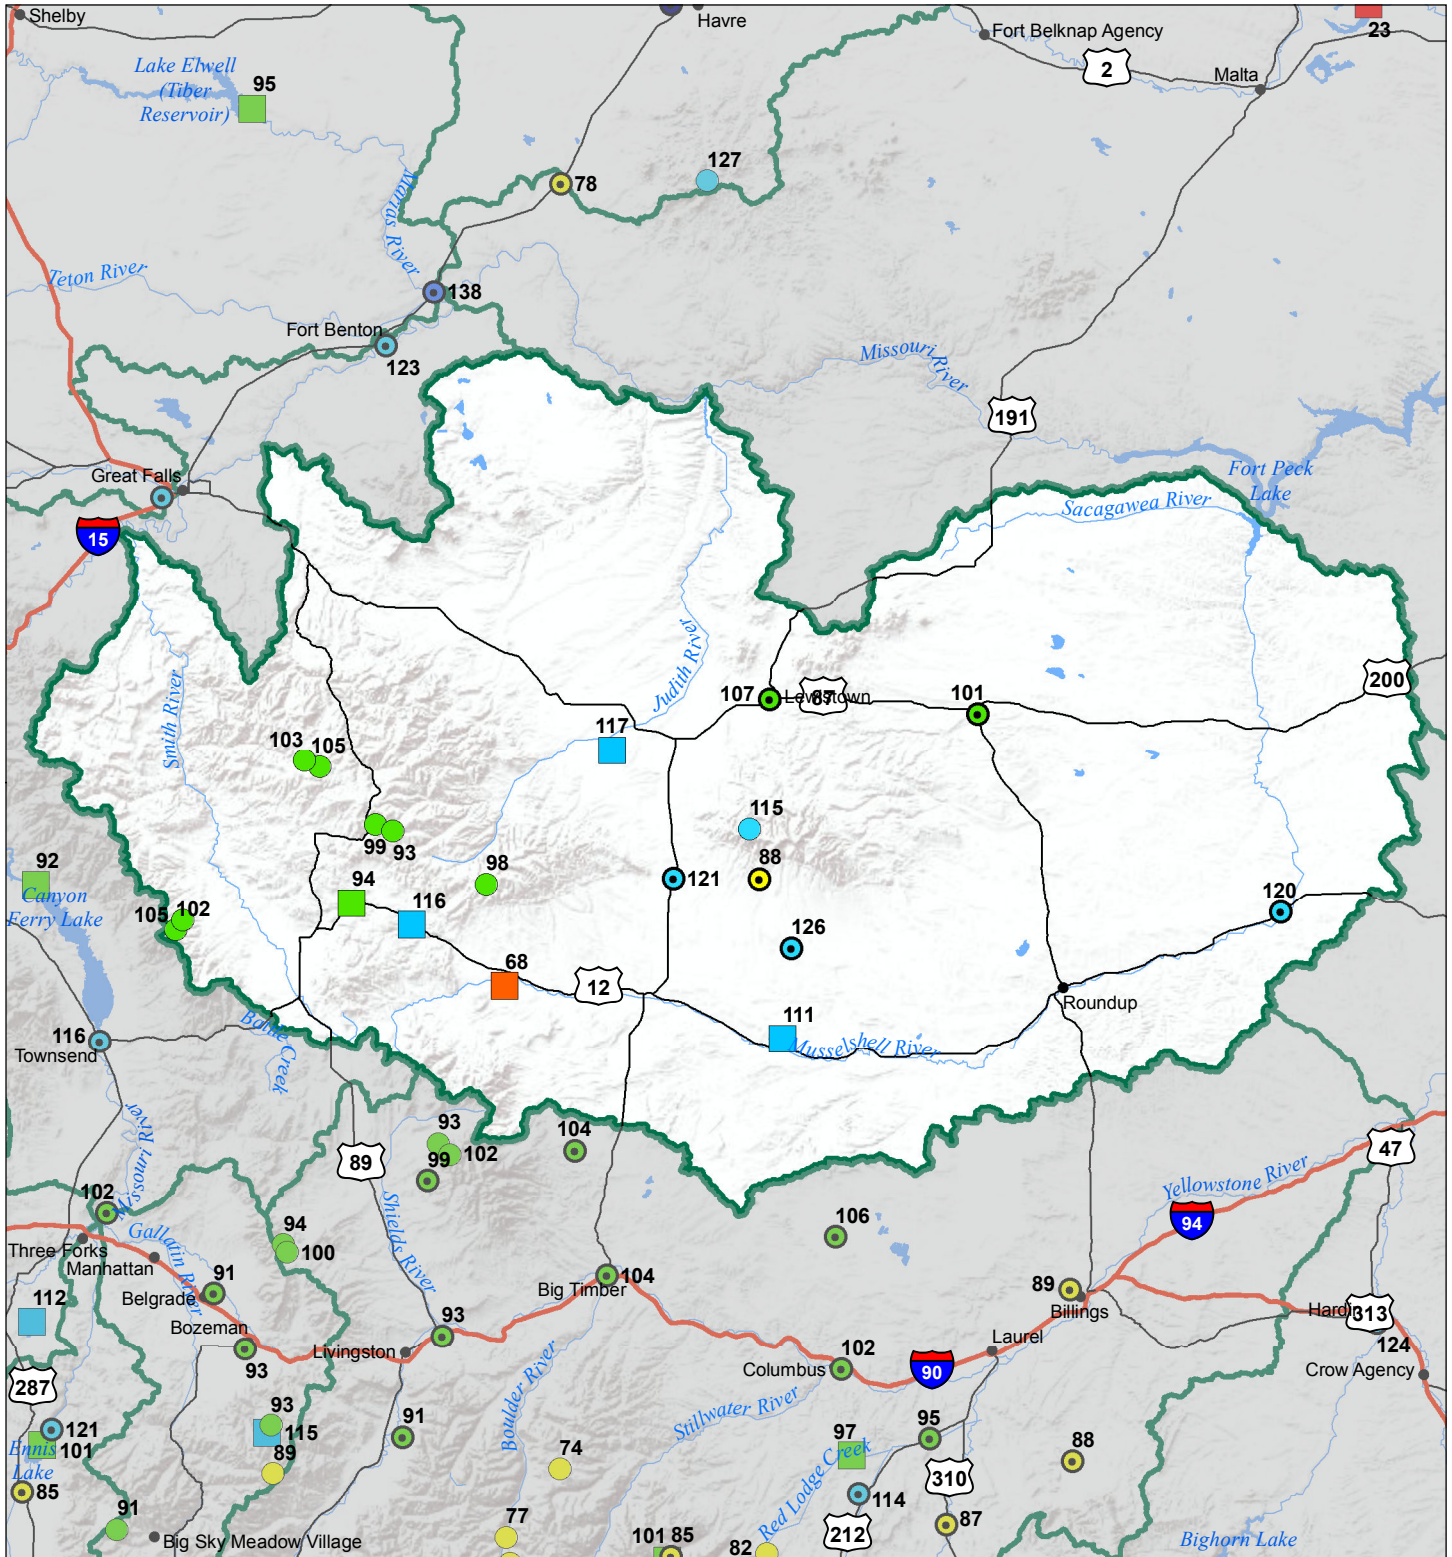 Shelby
Havre
23
Fort Belknap Agency
2
Malta
Lake Elwell
(Tiber
Reservoir)
95
127
78
Marias River
Teton River
138
Fort Benton
123
Missouri River
191
Great Falls
15
Fort Peck
Lake
Sacagawea River
Judith River
Smith River
200
107
Lewistown
87
101
117
103
105
115
99
93
88
98
121
92
Canyon
Ferry Lake
94
116
105
102
120
126
68
12
Roundup
111
Musselshell River
Battle Creek
116
Townsend
Missouri River
93
102
99
104
89
47
Shields River
Yellowstone River
102
Gallatin River
94
106
94
100
Three Forks
Manhattan
91
Belgrade
104
Big Timber
89
Billings
Hardin
313
112
Bozeman
93
93
Livingston
Laurel
124
102
Columbus
90
Crow Agency
287
Boulder River
Stillwater River
93
115
121
101
Ennis
Lake
89
91
74
97
95
Red Lodge Creek
88
310
85
114
91
Big Sky Meadow Village
77
101
85
82
212
87
Bighorn Lake